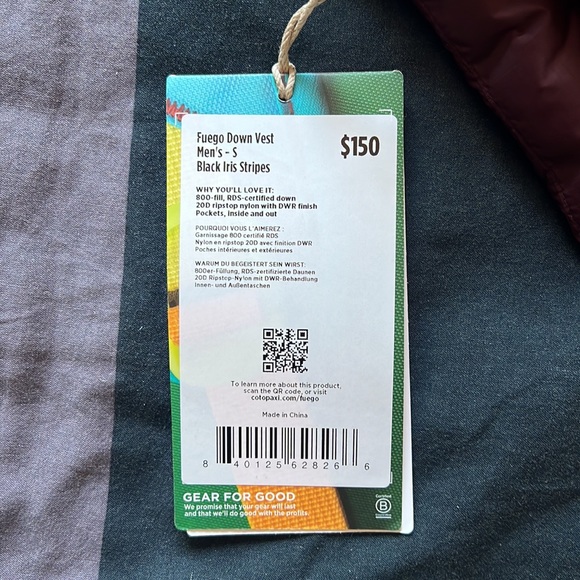 Fuego Down Vest
Men's - S
Black Iris Stripes
$150
WHY YOU'LL LOVE IT:
800-fill, RDS-certified down
20D ripstop nylon with DWR finish
Pockets, inside and out
POURQUOI VOUS L'AIMEREZ :
Garnissage 800 certifié RDS
Nylon en ripstop 20D avec finition DWR
Poches intérieures et extérieures
WARUM DU BEGEISTERT SEIN WIRST:
800er-Füllung, RDS-zertifizierte Daunen
20D Ripstop-Nylon mit DWR-Behandlung
Innen- und Außentaschen
To learn more about this product,
scan the QR code, or visit
cotopaxi.com/fuego
Made in China
8 40125 62826 6
GEAR FOR GOOD
We promise that your gear will last
and that we'll do good with the profits.
Certified
B